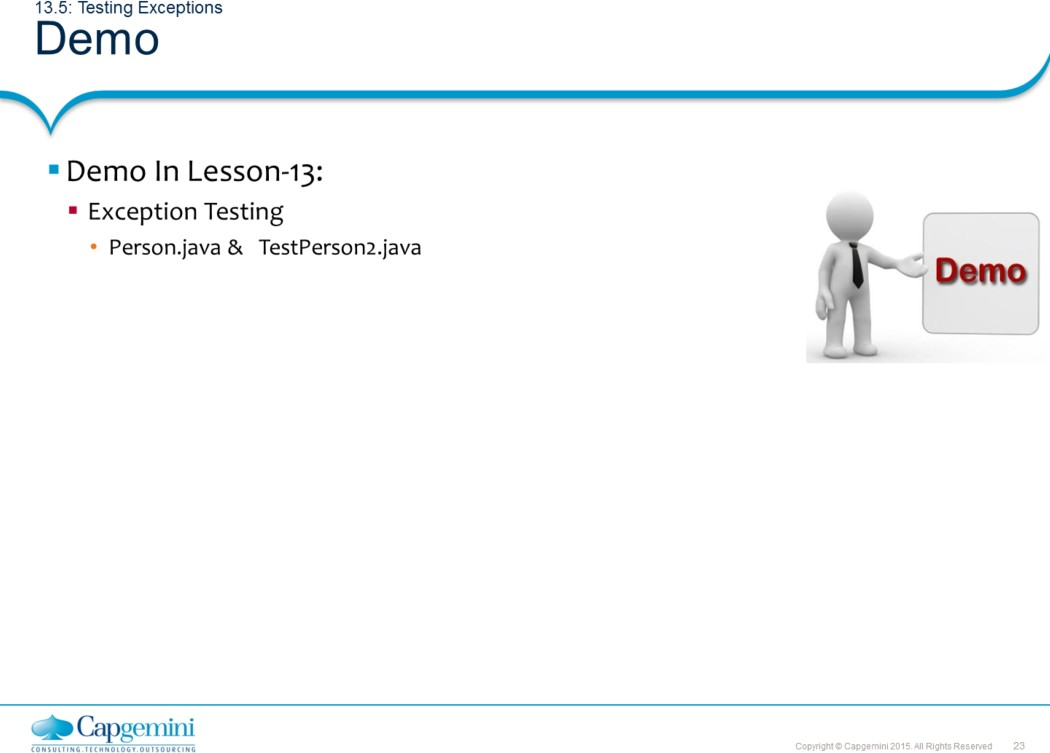 13.5: Testing Exceptions
Demo
Demo In Lesson-13:
Exception Testing
Person.java & TestPerson2.java
Demo
Capgemini
CONSULTING.TECHNOLOGY.OUTSOURCING
Copyright © Capgemini 2015. All Rights Reserved 23